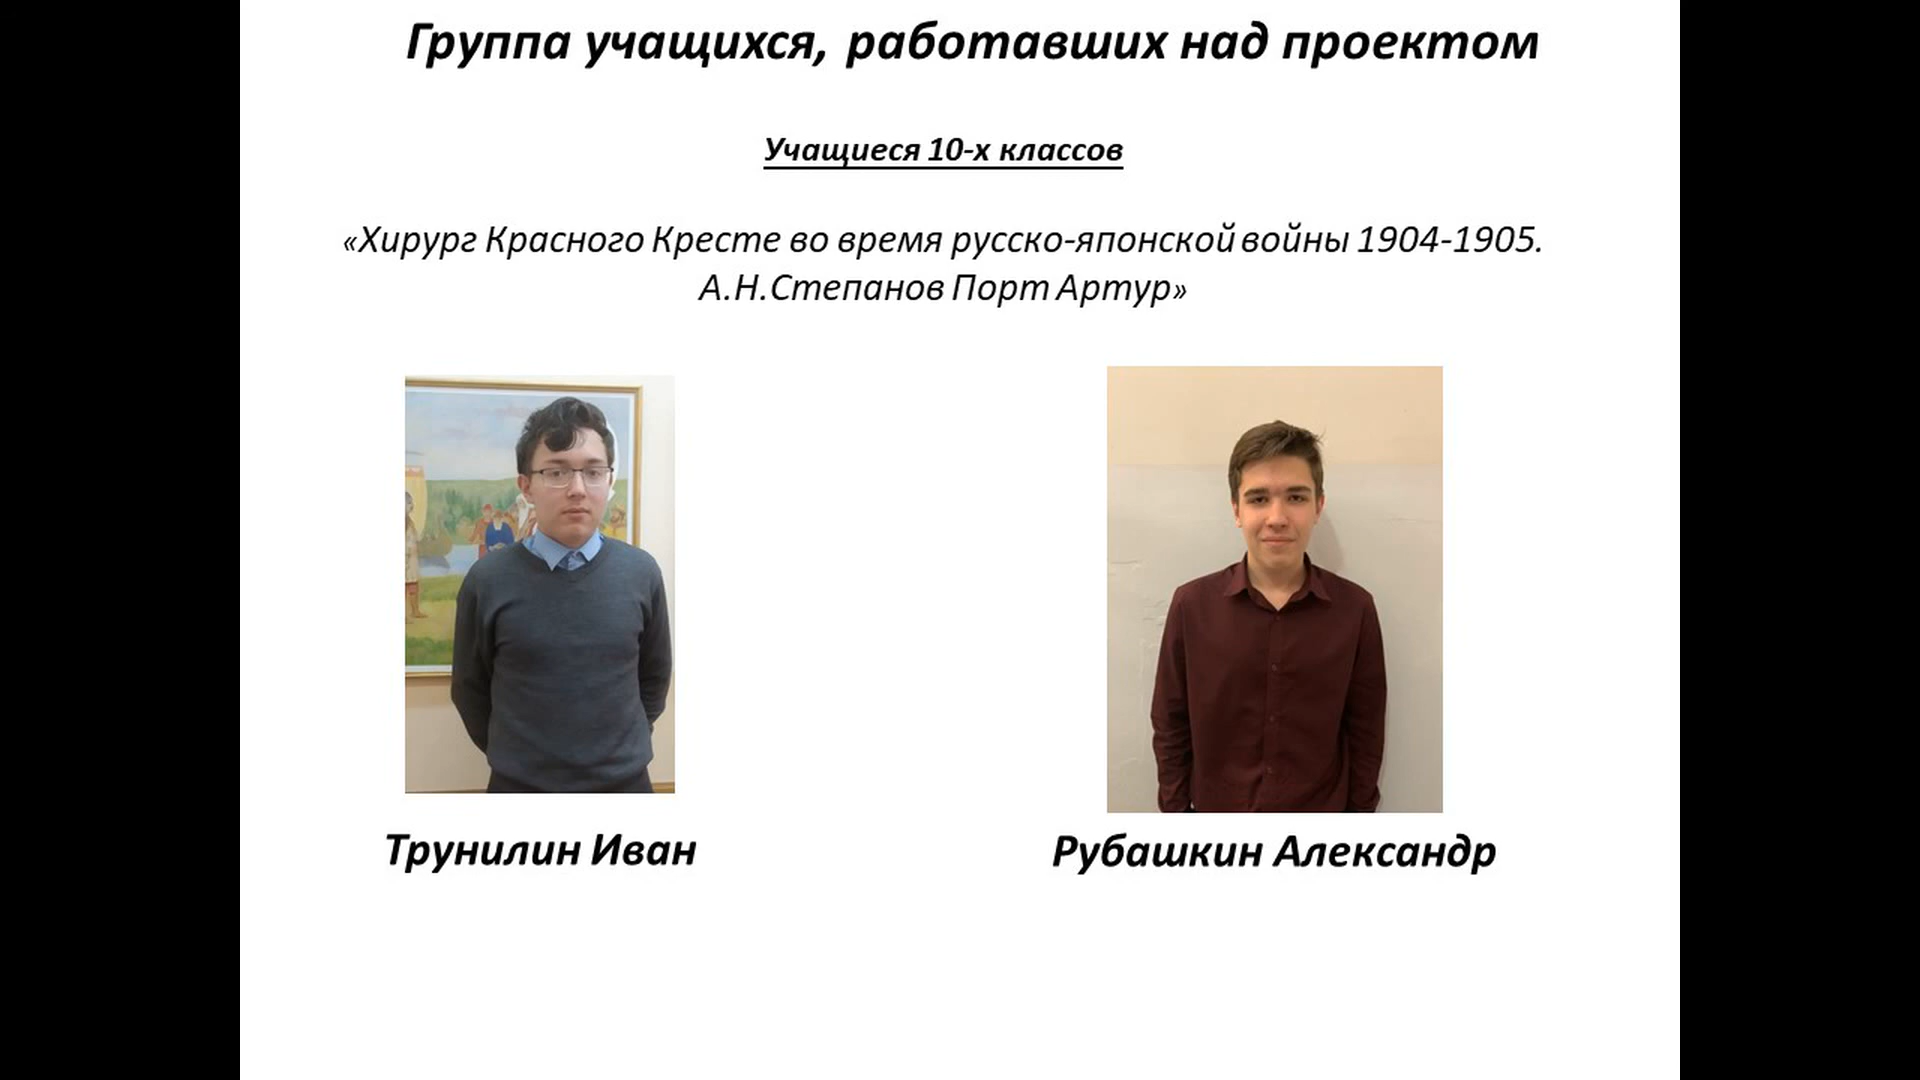 Группа учащихся, работавших над проектом
Учащиеся 10-х классов
«Хирург Красного Кресте во время русско-японской войны 1904-1905.
А.Н.Степанов Порт Артур»
Трунилин Иван
Рубашкин Александр